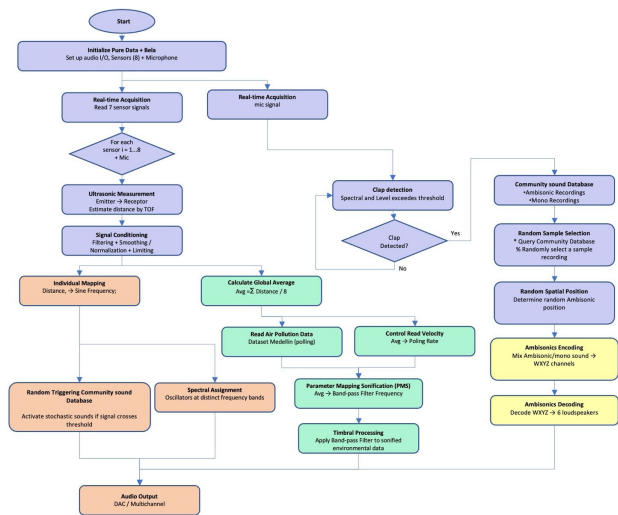 Start
Initialize Pure Data + Bela
Set up audio I/O, Sensors (8) + Microphone
Real-time Acquisition
Read 7 sensor signals
Real-time Acquisition
mic signal
For each
sensor i = 1...8
+ Mic
Ultrasonic Measurement
Emitter → Receptor
Estimate distance by TOF
Signal Conditioning
Filtering + Smoothing /
Normalization + Limiting
Clap detection
Spectral and Level exceedes threshold
Clap
Detected?
Yes
No
Community sound Database
•Ambisonic Recordings
•Mono Recordings
Random Sample Selection
* Query Community Database
% Randomly select a sample
recording
Random Spatial Position
Determine random Ambisonic
position
Ambisonics Encoding
Mix Ambisonic/mono sound →
WXYZ channels
Ambisonics Decoding
Decode WXYZ → 6 loudspeakers
Individual Mapping
Distance, → Sine Frequency;
Calculate Global Average
Avg =Σ Distance / 8
Read Air Pollution Data
Dataset Medellin (polling)
Control Read Velocity
Avg → Poling Rate
Random Triggering Community sound
Database
Activate stochastic sounds if signal crosses
threshold
Spectral Assignment
Oscillators at distinct frequency bands
Parameter Mapping Sonification (PMS)
Avg → Band-pass Filter Frequency
Timbral Processing
Apply Band-pass Filter to sonified
environmental data
Audio Output
DAC / Multichannel